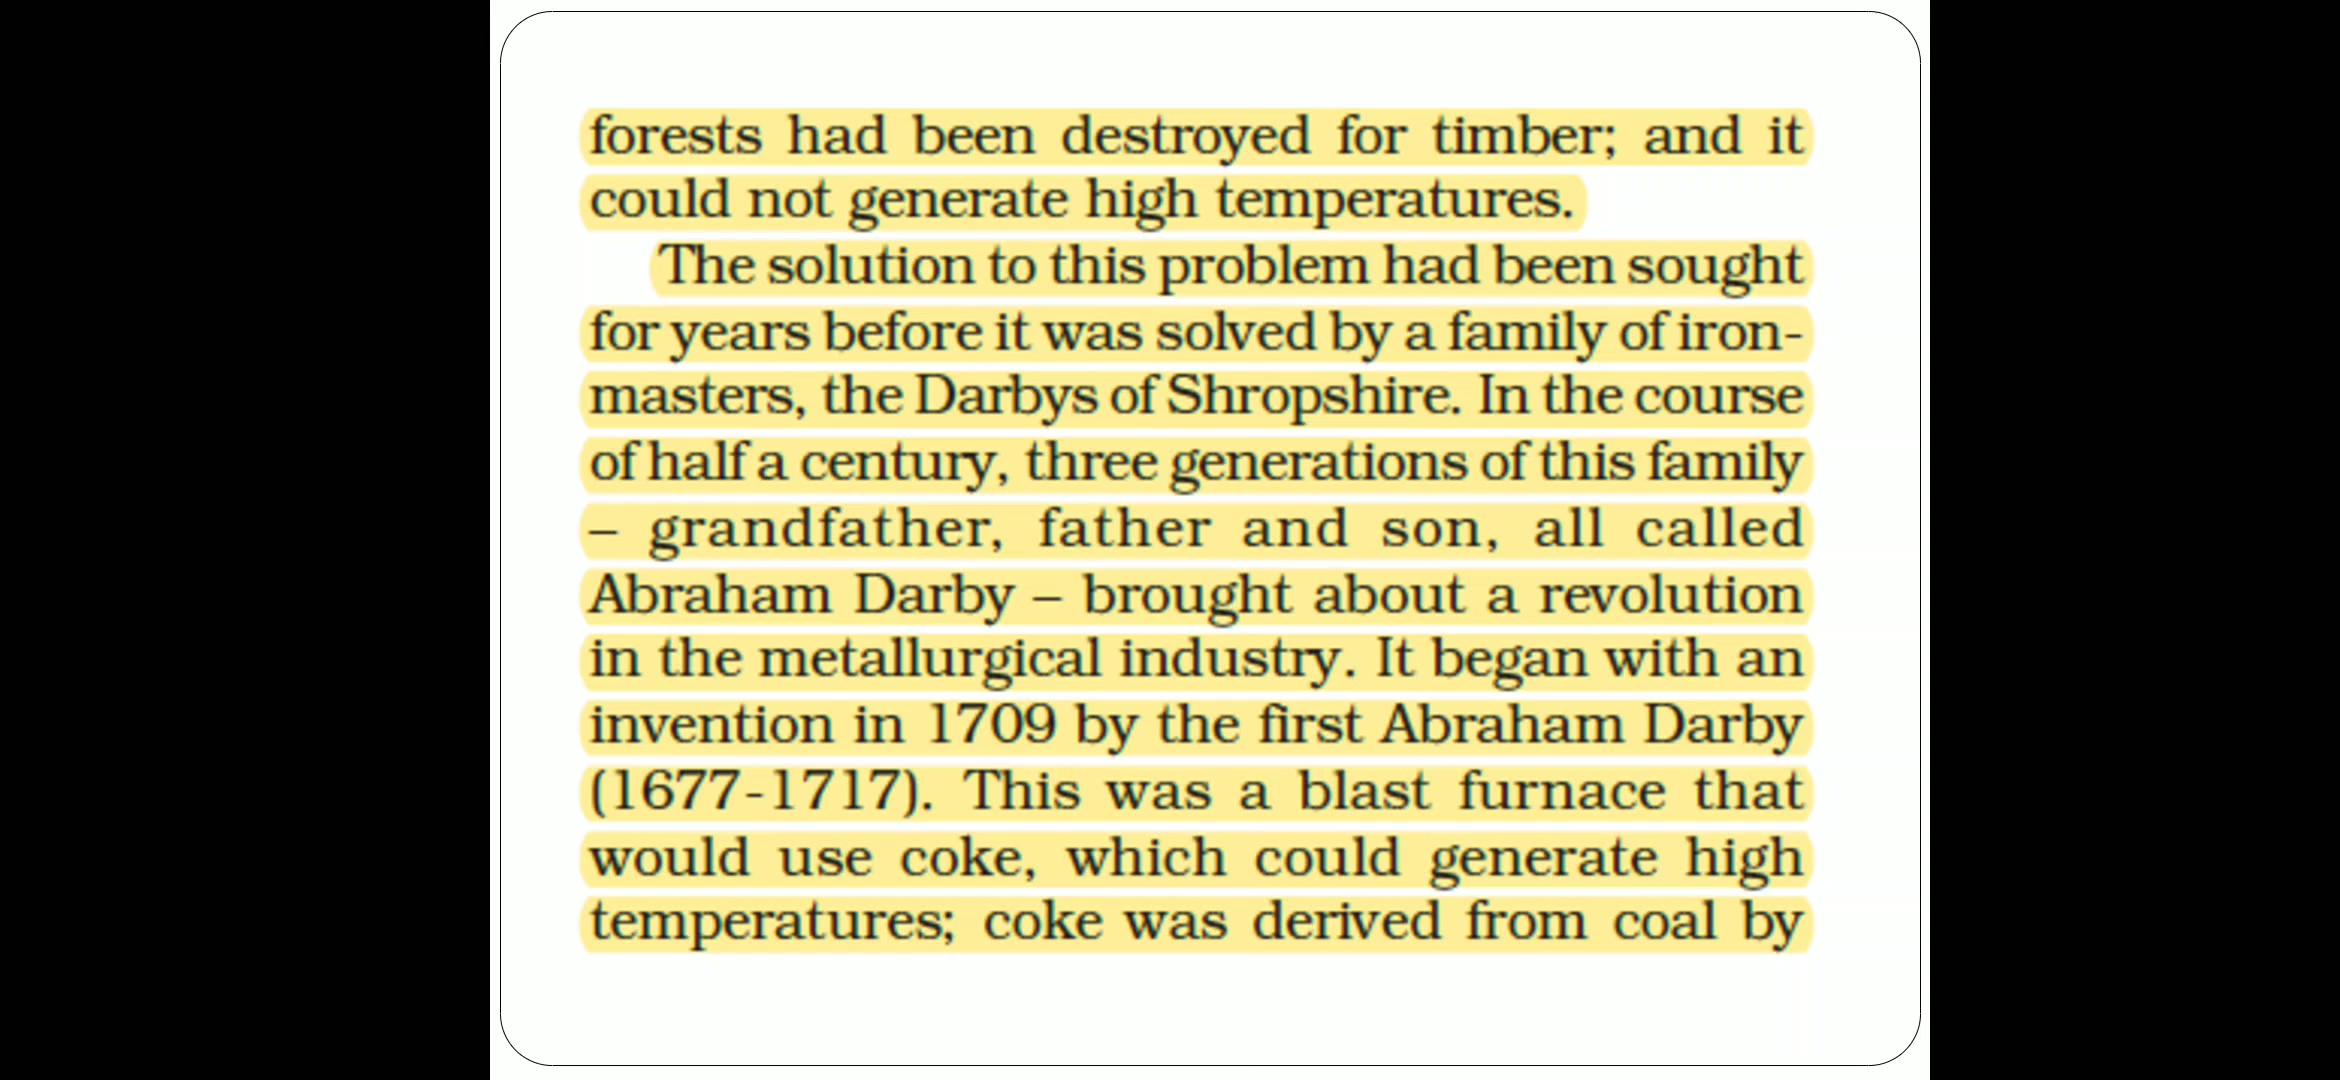 forests had been destroyed for timber; and it
could not generate high temperatures.
The solution to this problem had been sought
for years before it was solved by a family of iron-
masters, the Darbys of Shropshire. In the course
of half a century, three generations of this family
– grandfather, father and son, all called
Abraham Darby – brought about a revolution
in the metallurgical industry. It began with an
invention in 1709 by the first Abraham Darby
(1677-1717). This was a blast furnace that
would use coke, which could generate high
temperatures; coke was derived from coal by